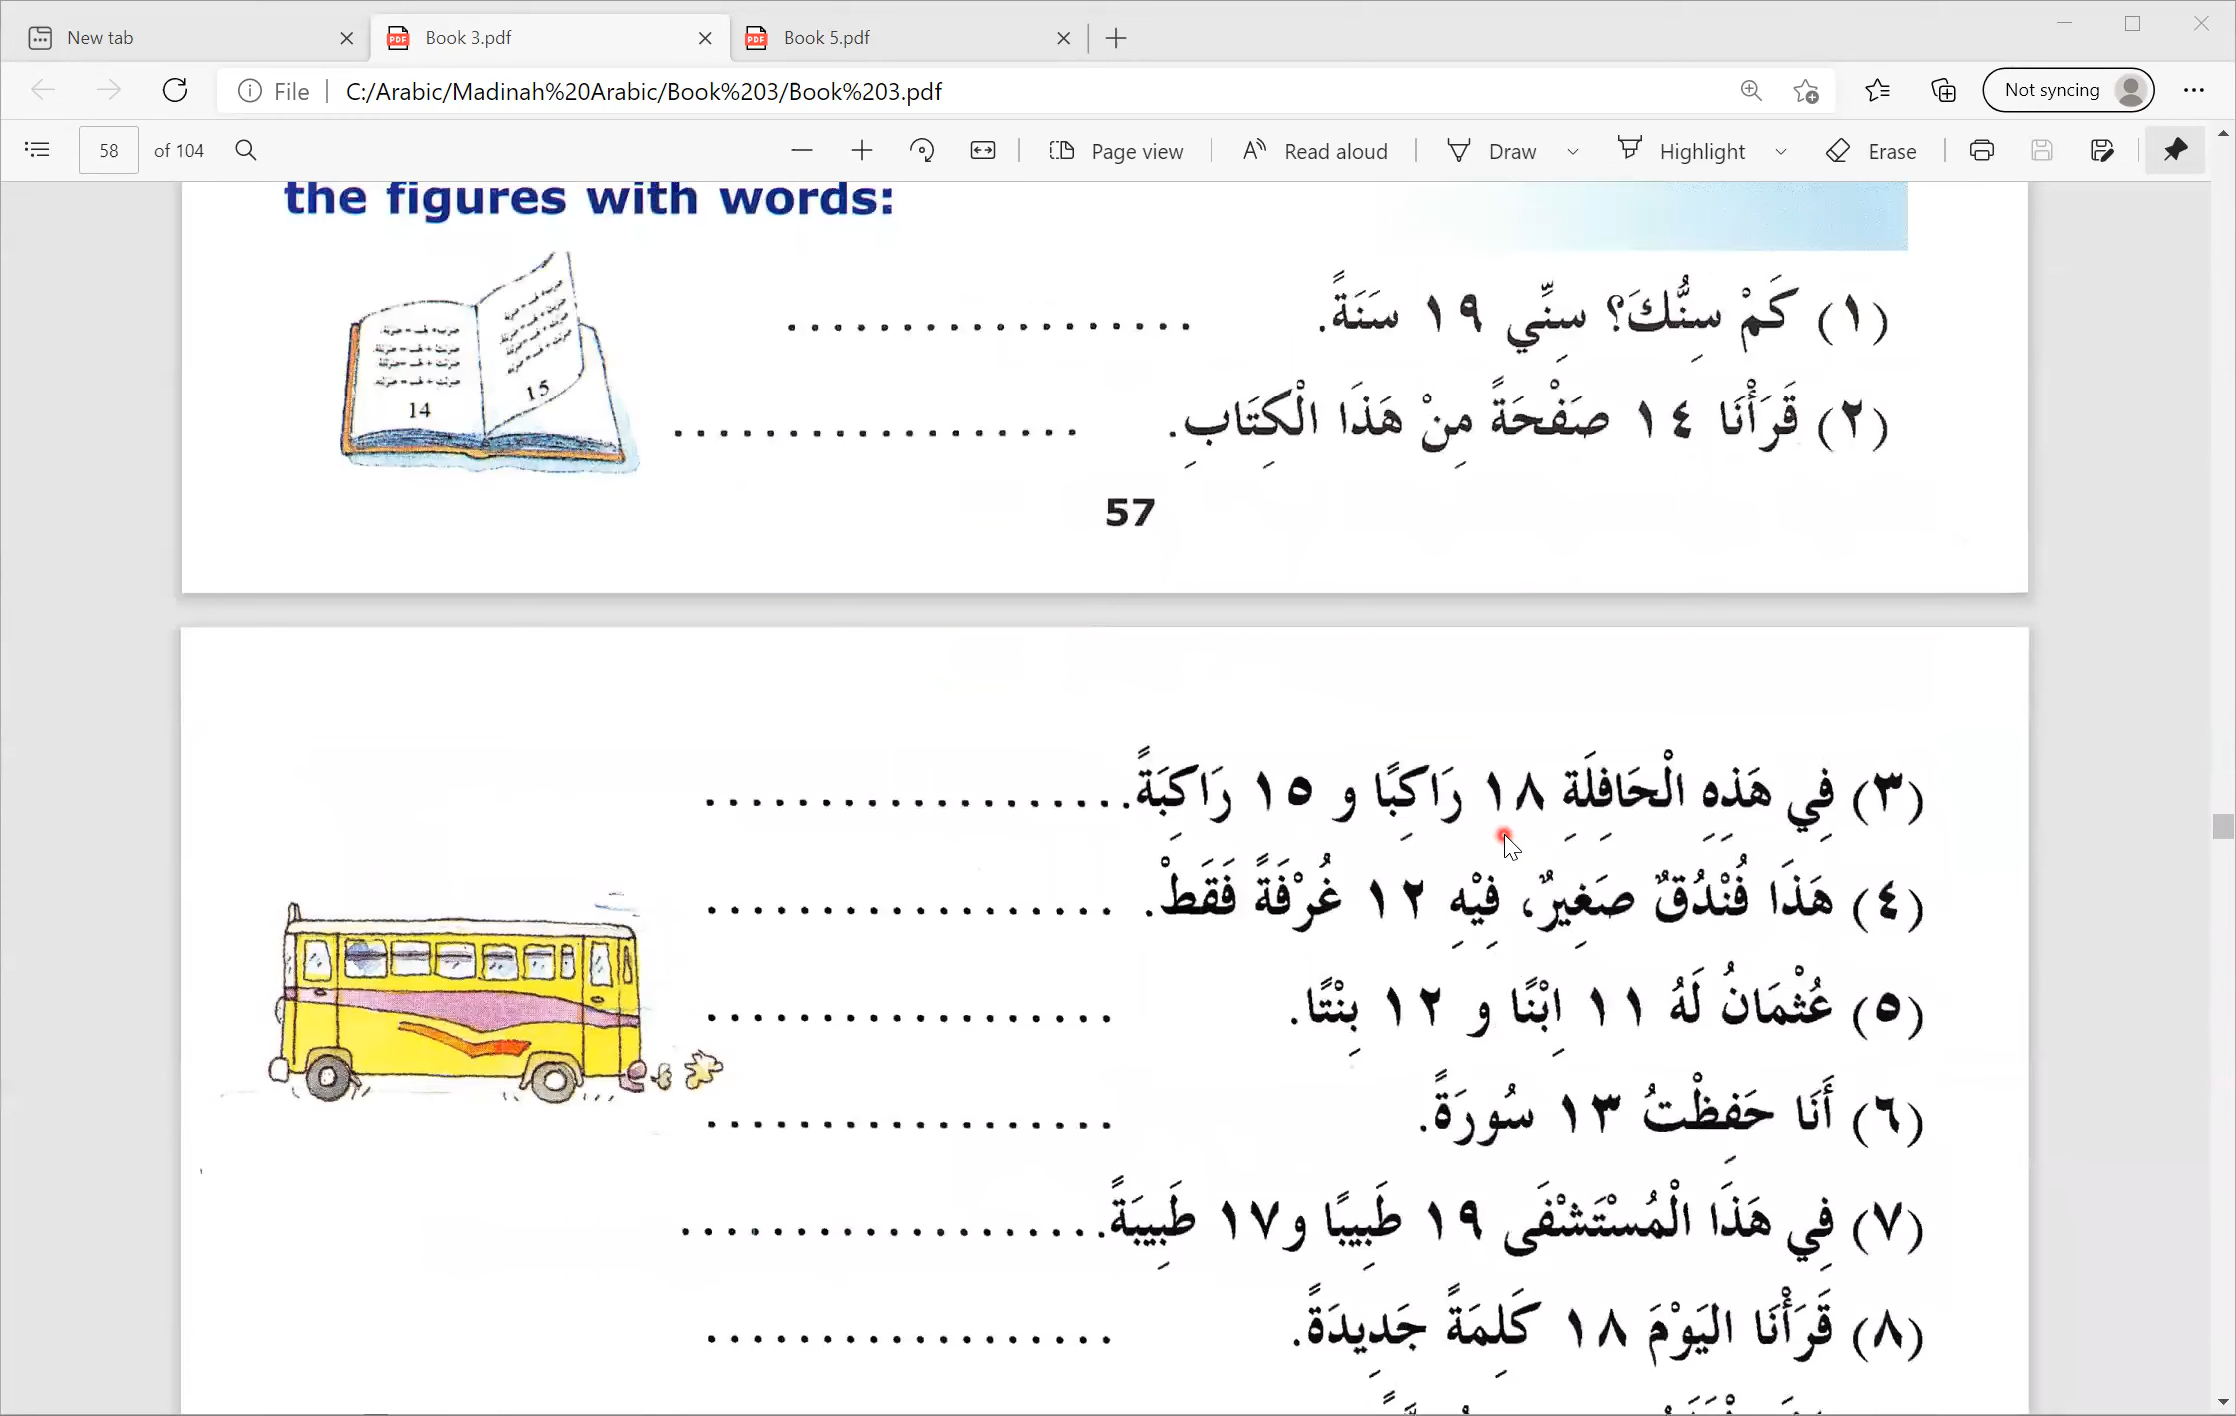 New tab
Book 3.pdf
Book 5.pdf
File
C:/Arabic/Madinah%20Arabic/Book%203/Book%203.pdf
Not syncing
58 of 104
Page view
Read aloud
Draw
Highlight
Erase
the figures with words:
(١) كَمْ سِنُّكَ؟ سِنِّي ١٩ سَنَةً. ..................
14
15
(٢) قَرَأْنَا ١٤ صَفْحَةً مِنْ هَذَا الْكِتَابِ. ..................
57
(٣) فِي هَذِهِ الْحَافِلَةِ ١٨ رَاكِبًا و ١٥ رَاكِبَةً. ..................
(٤) هَذَا فُنْدُقٌ صَغِيرٌ، فِيْهِ ١٢ غُرْفَةً فَقَطْ. ..................
(٥) عُثْمَانُ لَهُ ١١ اِبْنًا و ١٢ بِنْتًا. ..................
(٦) أَنَا حَفِظْتُ ١٣ سُورَةً. ..................
(٧) فِي هَذَا الْمُسْتَشْفَى ١٩ طَبِيبًا و١٧ طَبِيبَةً. ..................
(٨) قَرَأْنَا اليَوْمَ ١٨ كَلِمَةً جَدِيدَةً. ..................